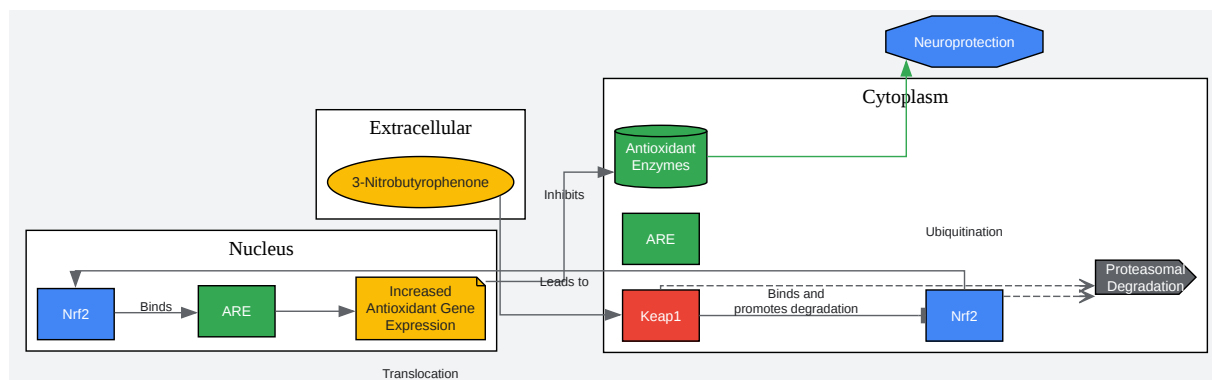 Neuroprotection
Cytoplasm
Extracellular
Antioxidant
Enzymes
3-Nitrobutyrophenone
Inhibits
ARE
Ubiquitination
Nucleus
Proteasomal
Degradation
Leads to
Increased
Antioxidant Gene
Expression
Binds and
promotes degradation
Nrf2
Binds
ARE
Keap1
Nrf2
Translocation